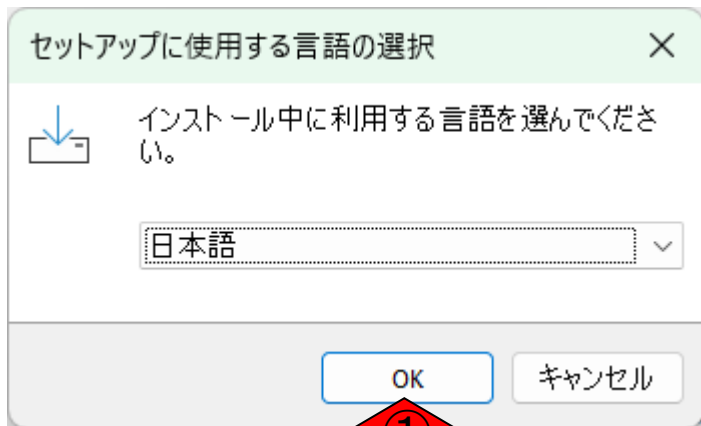 セットアップに使用する言語の選択
インストール中に利用する言語を選んでくださ
い。
日本語
OK
キャンセル
①